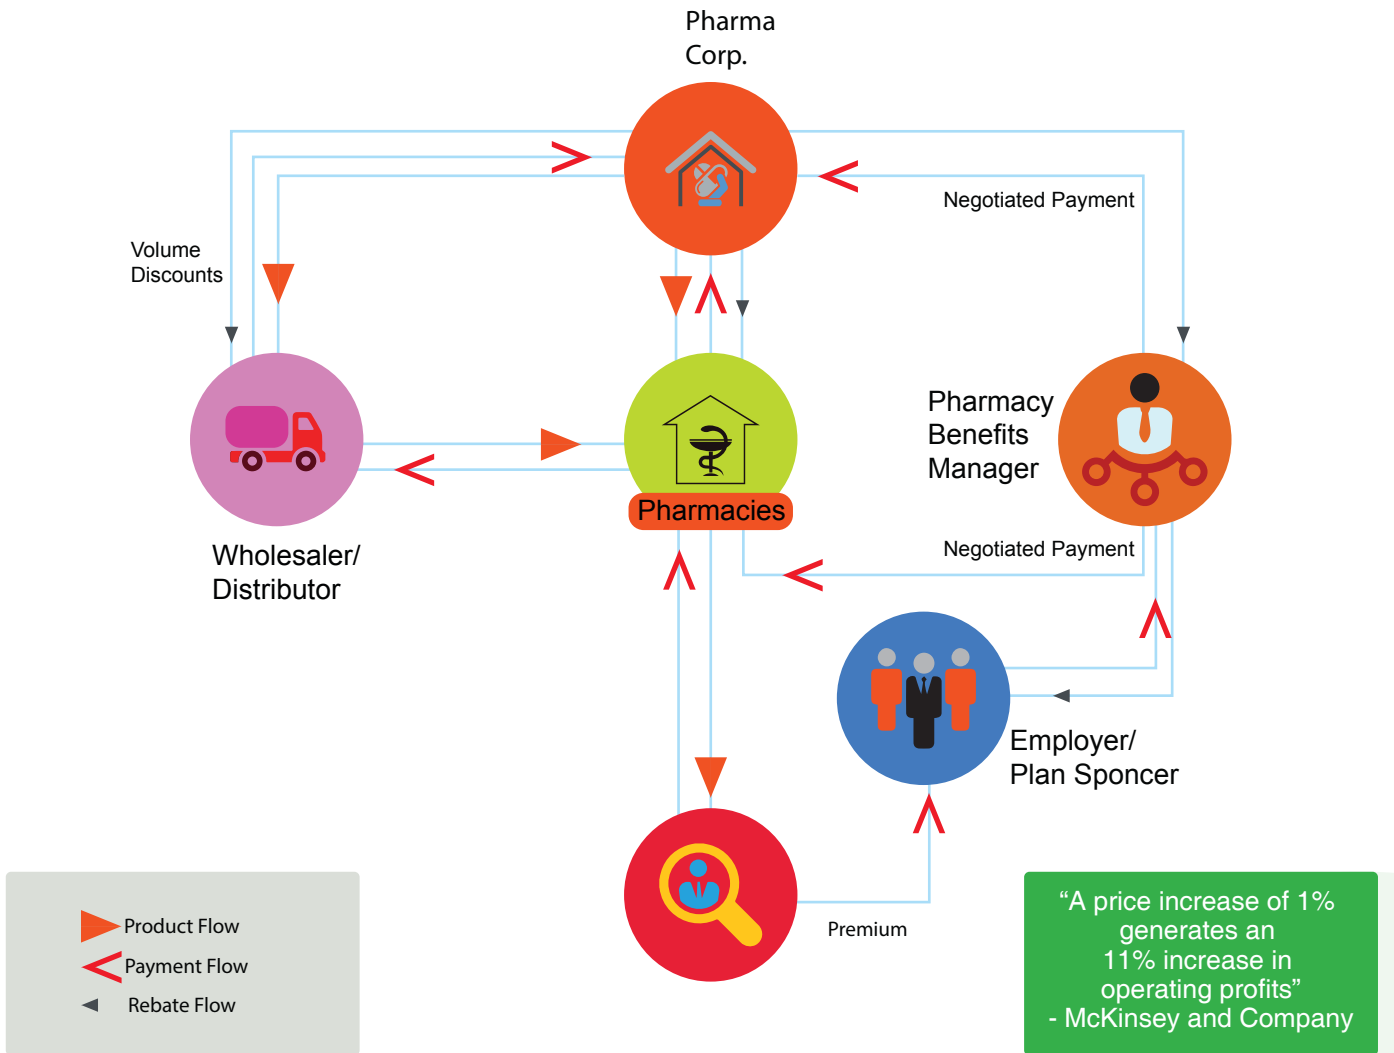 Pharma
Corp.
Negotiated Payment
Volume
Discounts
Pharmacy
Benefits
Manager
Pharmacies
Wholesaler/
Distributor
Negotiated Payment
Employer/
Plan Sponcer
Premium
Product Flow
Payment Flow
Rebate Flow
“A price increase of 1%
generates an
11% increase in
operating profits”
- McKinsey and Company